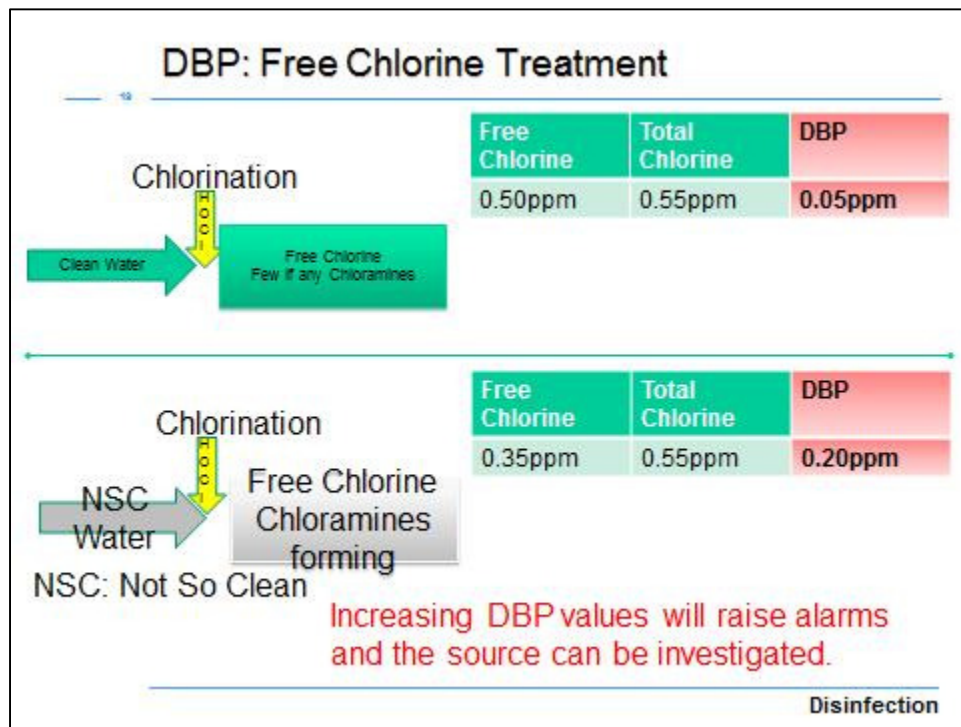 DBP: Free Chlorine Treatment
19
Free Chlorine
Total Chlorine
DBP
0.50ppm
0.55ppm
0.05ppm
Chlorination
HOCl
Clean Water
Free Chlorine
Few if any Chloramines
Free Chlorine
Total Chlorine
DBP
0.35ppm
0.55ppm
0.20ppm
Chlorination
HOCl
NSC
Water
Free Chlorine
Chloramines
forming
NSC: Not So Clean
Increasing DBP values will raise alarms
and the source can be investigated.
Disinfection